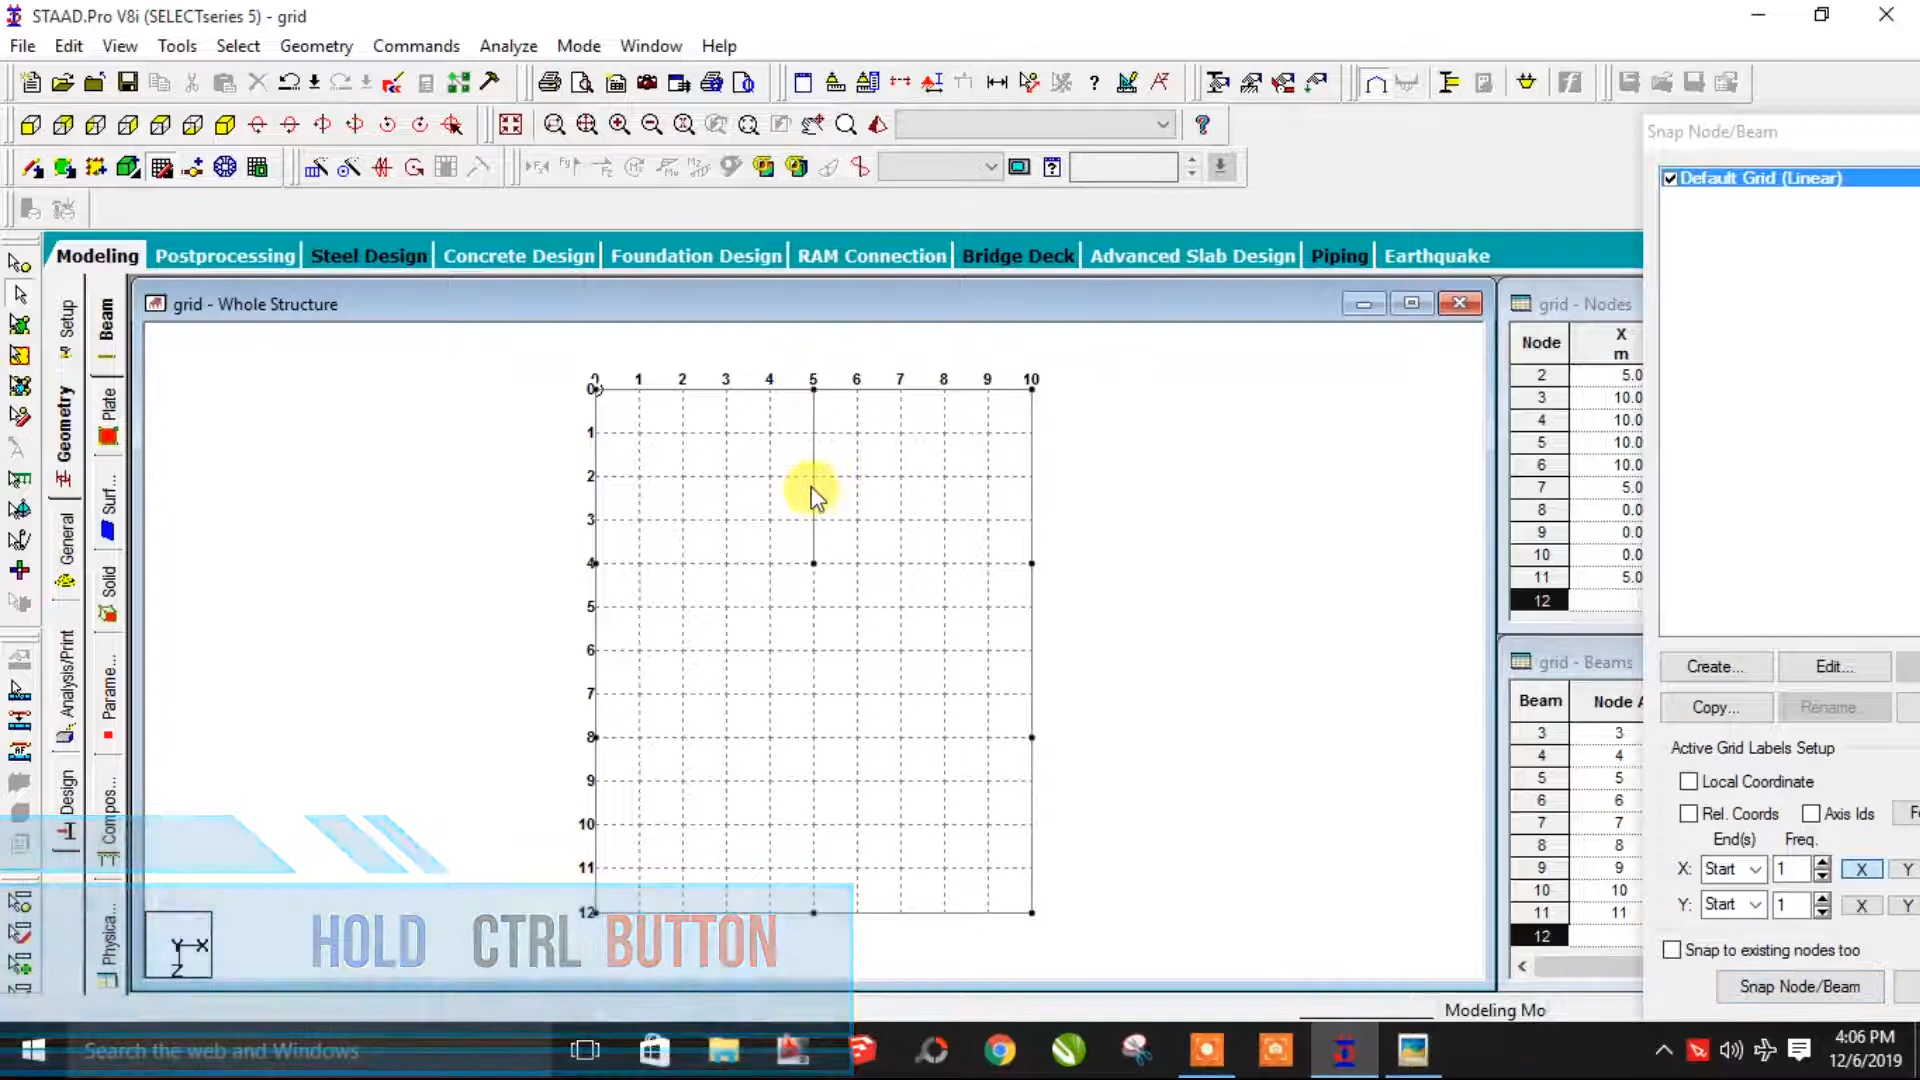 STAAD.Pro V8i (SELECTseries 5) - grid
File Edit View Tools Select Geometry Commands Analyze Mode Window Help
Snap Node/Beam
Default Grid (Linear)
Modeling Postprocessing Steel Design Concrete Design Foundation Design RAM Connection Bridge Deck Advanced Slab Design Piping Earthquake
Setup
Geometry
General
Analysis/Print
Design
Beam
Plate
Surf...
Solid
Parame...
Compos...
Physica...
grid - Whole Structure
0 1 2 3 4 5 6 7 8 9 10
0
1
2
3
4
5
6
7
8
9
10
11
12
Y X
Z
HOLD CTRL BUTTON
grid - Nodes
Node X
m
2 5.0
3 10.0
4 10.0
5 10.0
6 10.0
7 5.0
8 0.0
9 0.0
10 0.0
11 5.0
12
grid - Beams
Beam Node A
3 3
4 4
5 5
6 6
7 7
8 8
9 9
10 10
11 11
12
Create... Edit...
Copy... Rename...
Active Grid Labels Setup
Local Coordinate
Rel. Coords Axis Ids
End(s) Freq.
X: Start 1 X Y
Y: Start 1 X Y
Snap to existing nodes too
Snap Node/Beam
Modeling Mo
Search the web and Windows
4:06 PM
12/6/2019